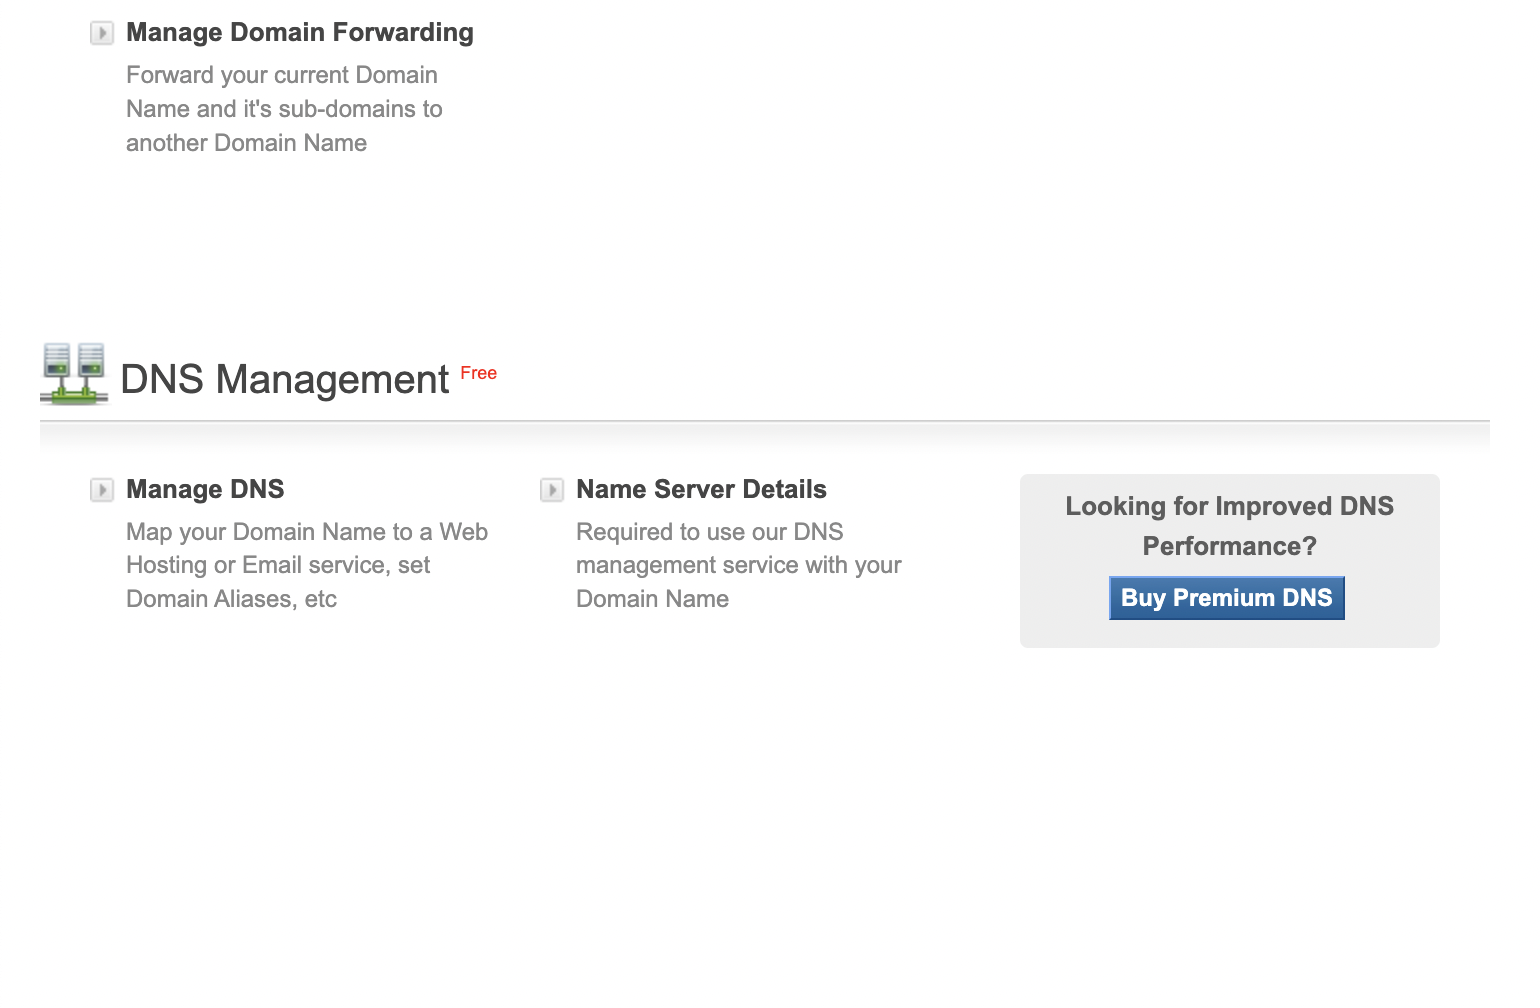 Manage Domain Forwarding
Forward your current Domain
Name and it's sub-domains to
another Domain Name
DNS Management Free
Manage DNS
Map your Domain Name to a Web
Hosting or Email service, set
Domain Aliases, etc
Name Server Details
Required to use our DNS
management service with your
Domain Name
Looking for Improved DNS
Performance?
Buy Premium DNS